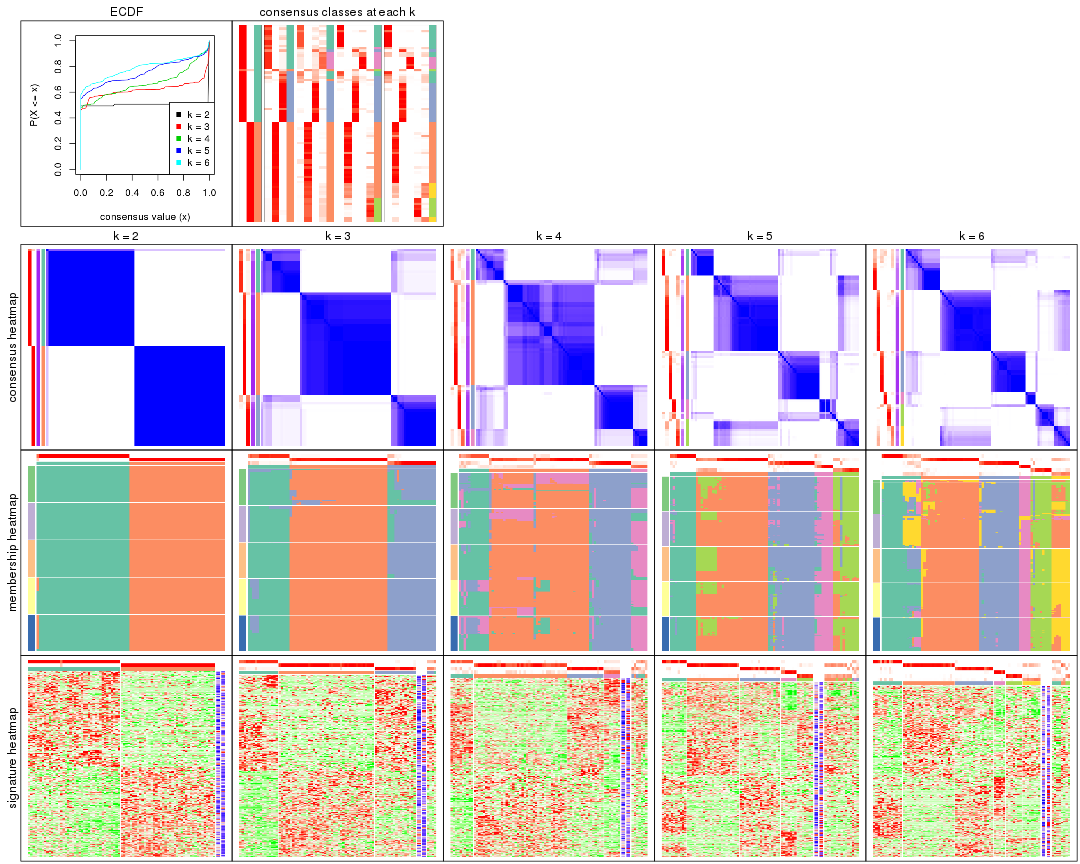 ECDF
consensus classes at each k
P(X <= x)
0.0
0.2
0.4
0.6
0.8
1.0
k = 2
k = 3
k = 4
k = 5
k = 6
0.0 0.2 0.4 0.6 0.8 1.0
consensus value (x)
k = 2
k = 3
k = 4
k = 5
k = 6
consensus heatmap
membership heatmap
signature heatmap